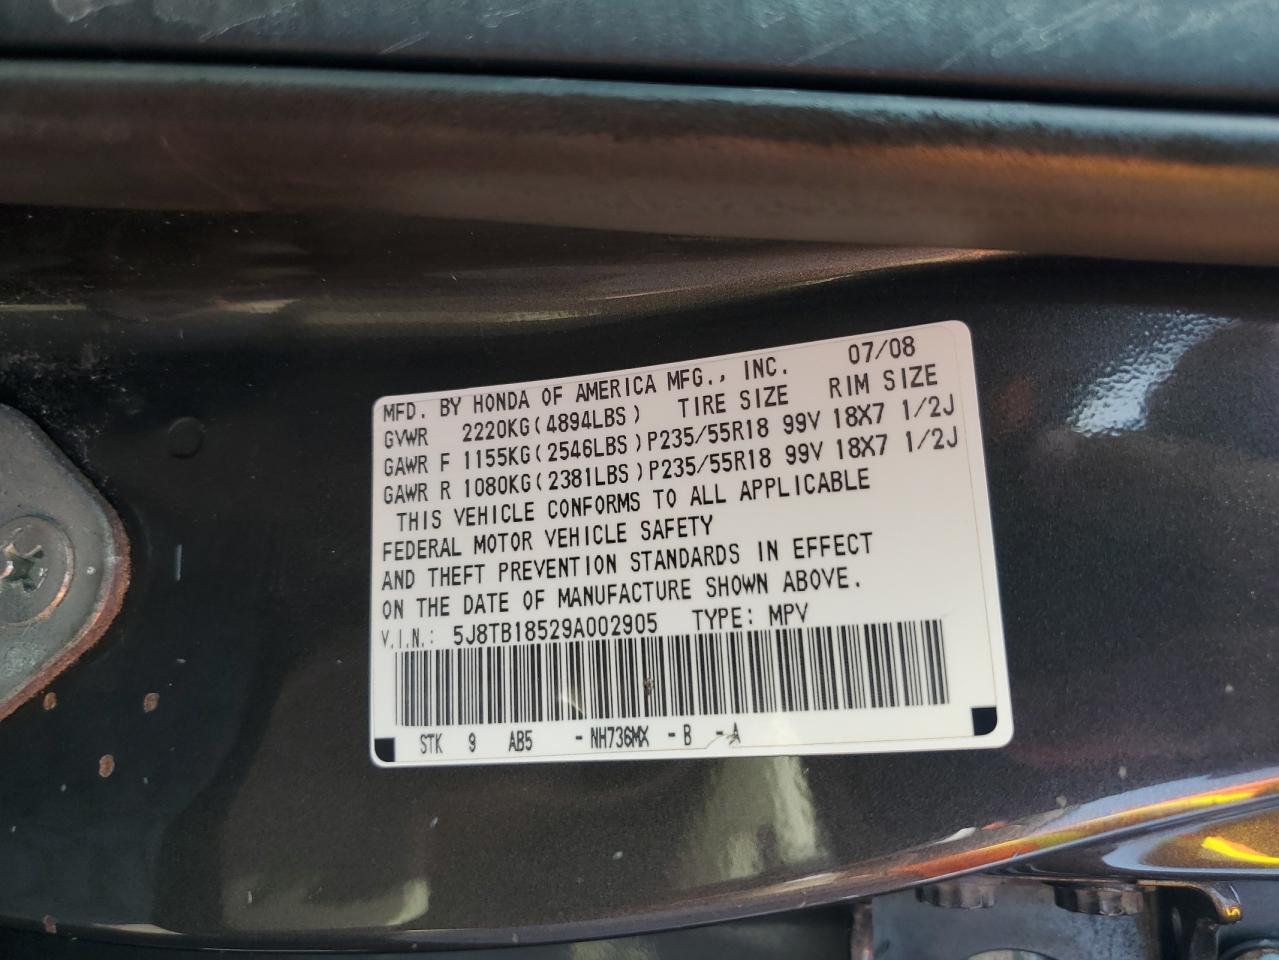 MFD. BY HONDA OF AMERICA MFG., INC. 07/08
GVWR 2220KG(4894LBS) TIRE SIZE RIM SIZE
GAWR F 1155KG(2546LBS)P235/55R18 99V 18X7 1/2J
GAWR R 1080KG(2381LBS)P235/55R18 99V 18X7 1/2J
THIS VEHICLE CONFORMS TO ALL APPLICABLE
FEDERAL MOTOR VEHICLE SAFETY
AND THEFT PREVENTION STANDARDS IN EFFECT
ON THE DATE OF MANUFACTURE SHOWN ABOVE.
V.I.N.: 5J8TB18529A002905 TYPE: MPV
STK 9 AB5 -NH736MX -B -A